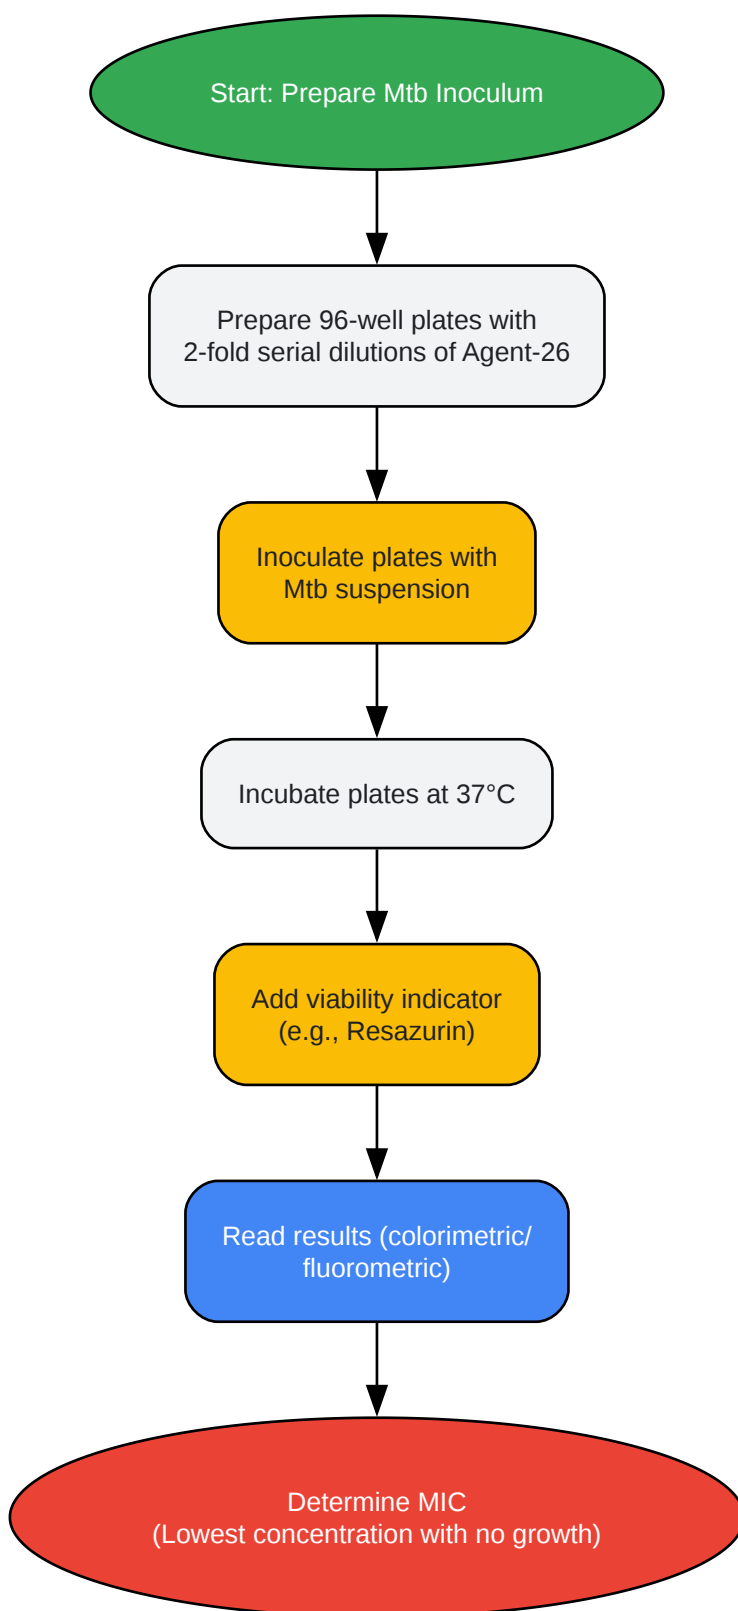 Start: Prepare Mtb Inoculum
Prepare 96-well plates with
2-fold serial dilutions of Agent-26
Inoculate plates with
Mtb suspension
Incubate plates at 37°C
Add viability indicator
(e.g., Resazurin)
Read results (colorimetric/
fluorometric)
Determine MIC
(Lowest concentration with no growth)